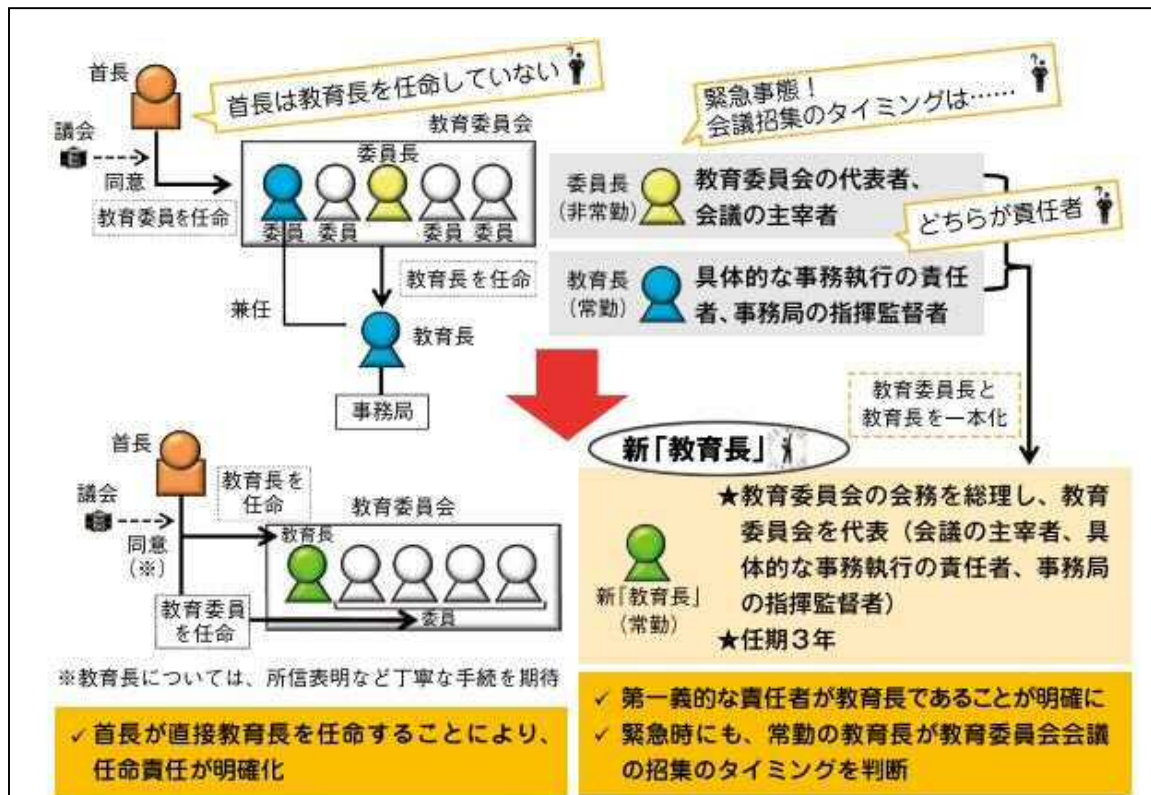 首長
首長は教育長を任命していない
議会
同意
教育委員を任命
教育委員会
委員長
委員
委員
委員
委員
教育長を任命
兼任
教育長
事務局
緊急事態！
会議招集のタイミングは……
委員長
(非常勤)
教育委員会の代表者、
会議の主宰者
どちらが責任者
教育長
(常勤)
具体的な事務執行の責任
者、事務局の指揮監督者
教育委員長と
教育長を一本化
首長
教育長を
任命
議会
同意
(※)
教育委員
を任命
教育委員会
教育長
委員
※教育長については、所信表明など丁寧な手続を期待
✓ 首長が直接教育長を任命することにより、
任命責任が明確化
新「教育長」
新「教育長」
(常勤)
★教育委員会の会務を総理し、教育
委員会を代表（会議の主宰者、具
体的な事務執行の責任者、事務局
の指揮監督者）
★任期３年
✓ 第一義的な責任者が教育長であることが明確に
✓ 緊急時にも、常勤の教育長が教育委員会会議
の招集のタイミングを判断